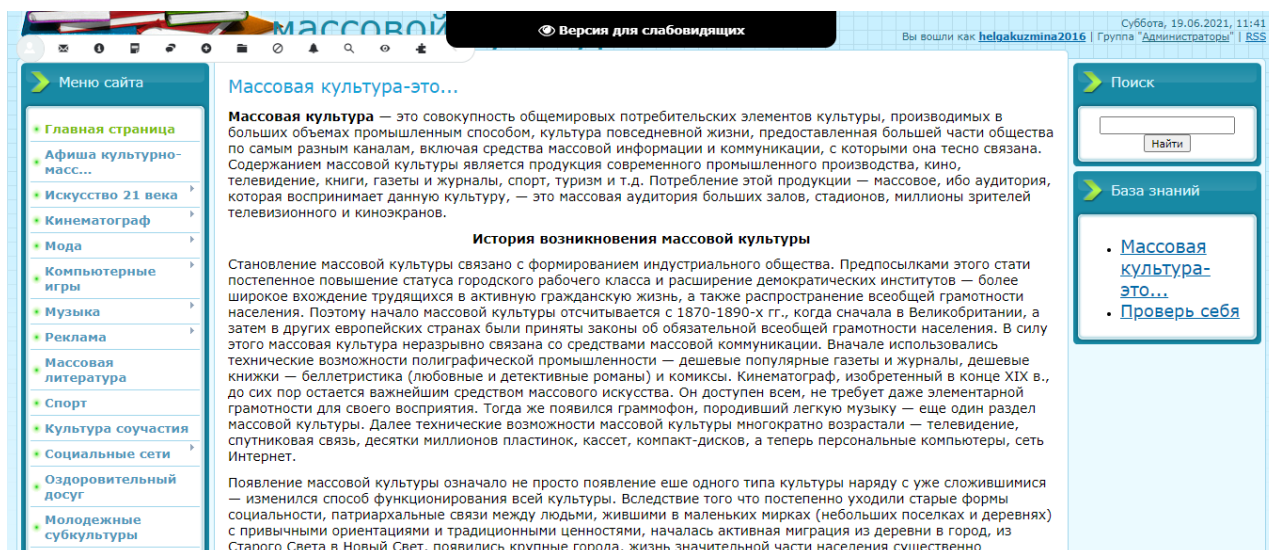 массовой
Версия для слабовидящих
Суббота, 19.06.2021, 11:41
Вы вошли как helgakuzmina2016 | Группа "Администраторы" | RSS
Меню сайта
Главная страница
Афиша культурно-
масс...
Искусство 21 века
Кинематограф
Мода
Компьютерные
игры
Музыка
Реклама
Массовая
литература
Спорт
Культура соучастия
Социальные сети
Оздоровительный
досуг
Молодежные
субкультуры
Массовая культура-это...
Массовая культура — это совокупность общемировых потребительских элементов культуры, производимых в
больших объемах промышленным способом, культура повседневной жизни, предоставленная большей части общества
по самым разным каналам, включая средства массовой информации и коммуникации, с которыми она тесно связана.
Содержанием массовой культуры является продукция современного промышленного производства, кино,
телевидение, книги, газеты и журналы, спорт, туризм и т.д. Потребление этой продукции — массовое, ибо аудитория,
которая воспринимает данную культуру, — это массовая аудитория больших залов, стадионов, миллионы зрителей
телевизионного и киноэкранов.
История возникновения массовой культуры
Становление массовой культуры связано с формированием индустриального общества. Предпосылками этого стати
постепенное повышение статуса городского рабочего класса и расширение демократических институтов — более
широкое вхождение трудящихся в активную гражданскую жизнь, а также распространение всеобщей грамотности
населения. Поэтому начало массовой культуры отсчитывается с 1870-1890-х гг., когда сначала в Великобритании, а
затем в других европейских странах были приняты законы об обязательной всеобщей грамотности населения. В силу
этого массовая культура неразрывно связана со средствами массовой коммуникации. Вначале использовались
технические возможности полиграфической промышленности — дешевые популярные газеты и журналы, дешевые
книжки — беллетристика (любовные и детективные романы) и комиксы. Кинематограф, изобретенный в конце XIX в.,
до сих пор остается важнейшим средством массового искусства. Он доступен всем, не требует даже элементарной
грамотности для своего восприятия. Тогда же появился граммофон, породивший легкую музыку — еще один раздел
массовой культуры. Далее технические возможности массовой культуры многократно возрастали — телевидение,
спутниковая связь, десятки миллионов пластинок, кассет, компакт-дисков, а теперь персональные компьютеры, сеть
Интернет.
Появление массовой культуры означало не просто появление еше одного типа культуры наряду с уже сложившимися
— изменился способ функционирования всей культуры. Вследствие того что постепенно уходили старые формы
социальности, патриархальные связи между людьми, жившими в маленьких мирках (небольших поселках и деревнях)
с привычными ориентациями и традиционными ценностями, началась активная миграция из деревни в город, из
Старого Света в Новый Свет, появились крупные города, жизнь значительной части населения существенно
Поиск
Найти
База знаний
Массовая
культура-
это...
Проверь себя